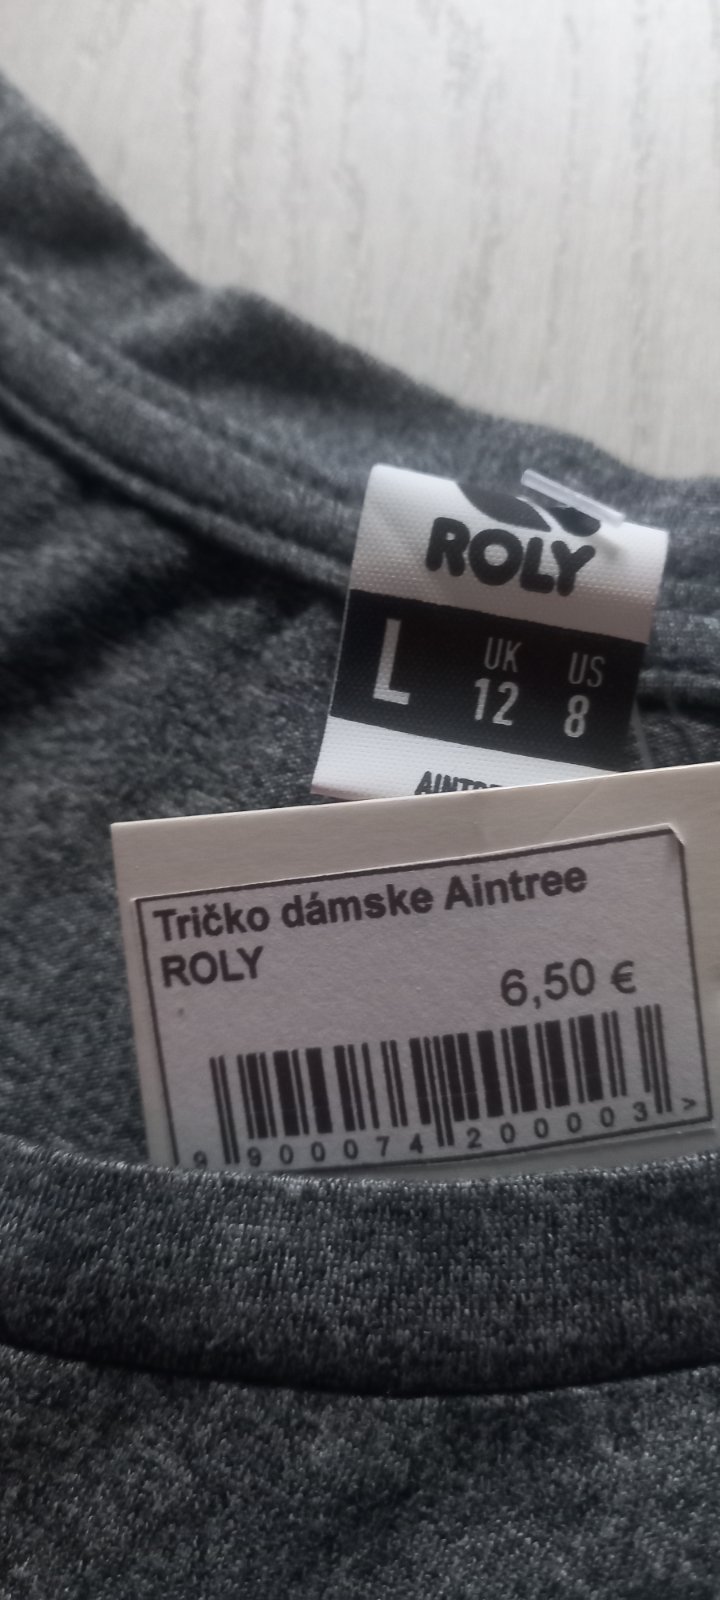 ROLY
L
UK US
12 8
Tričko dámske Aintree
ROLY
6,50 €
9 900074 200003 >